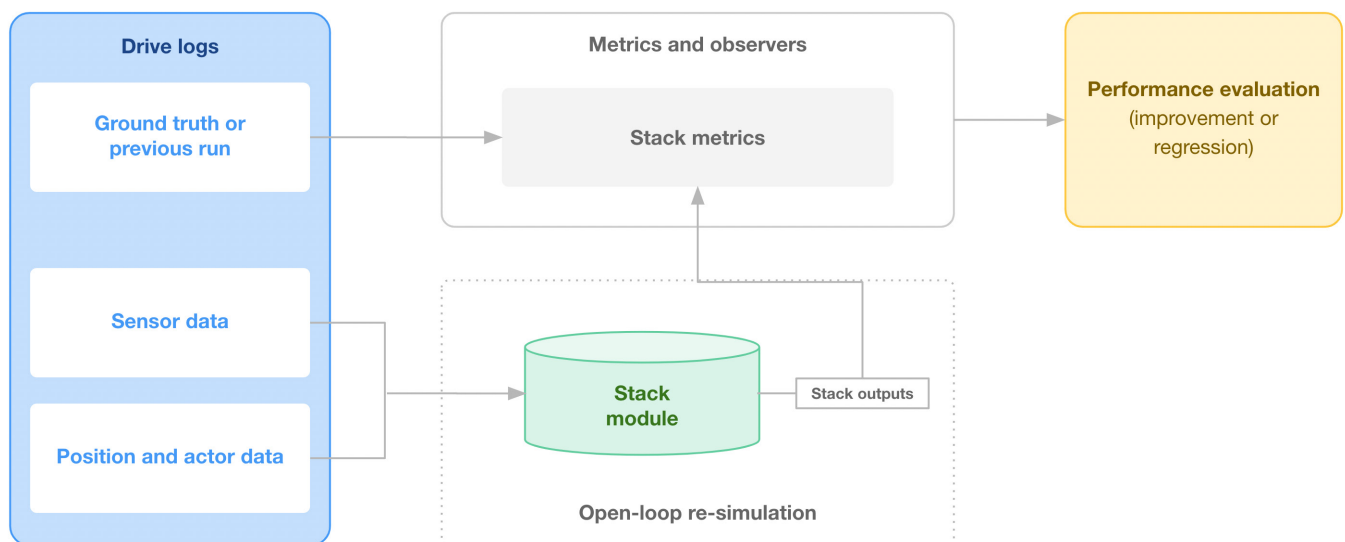 Drive logs
Ground truth or
previous run
Sensor data
Position and actor data
Metrics and observers
Stack metrics
Stack
module
Stack outputs
Open-loop re-simulation
Performance evaluation
(improvement or
regression)